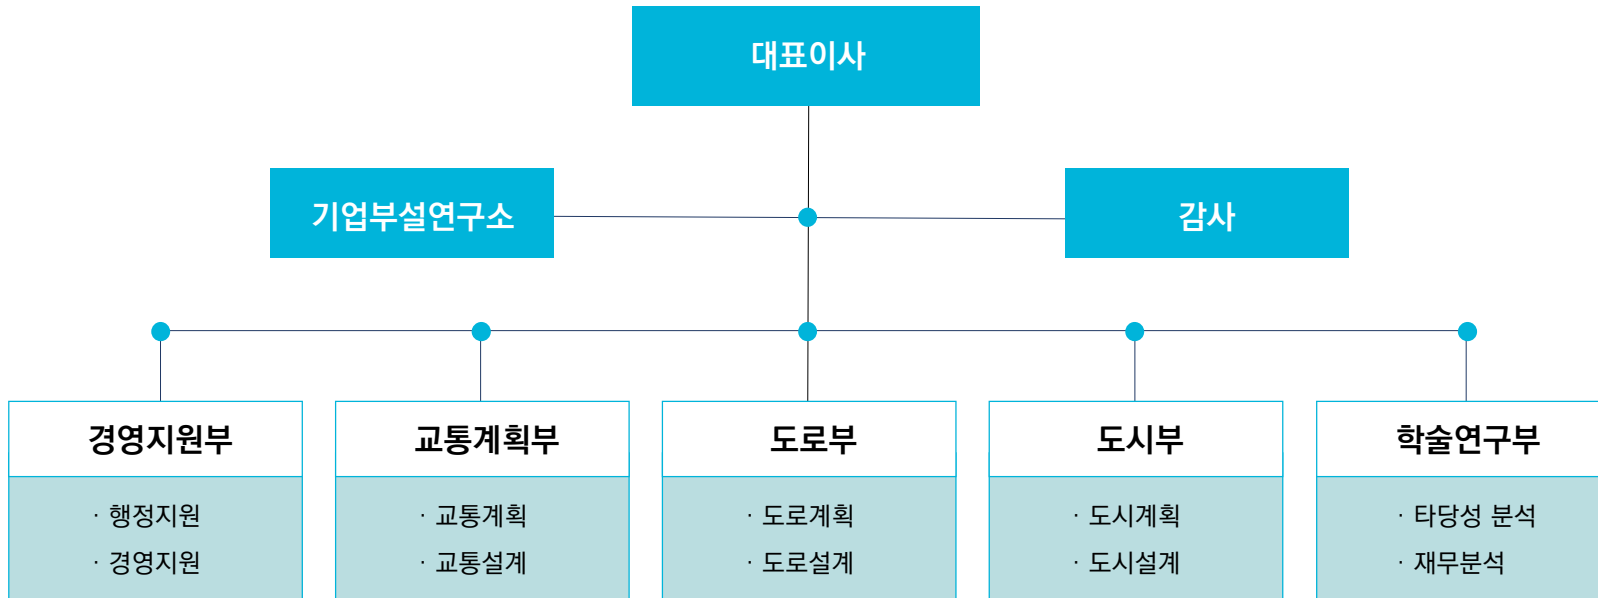 대표이사
기업부설연구소
감사
경영지원부
교통계획부
도로부
도시부
학술연구부
· 행정지원
· 경영지원
· 교통계획
· 교통설계
· 도로계획
· 도로설계
· 도시계획
· 도시설계
· 타당성 분석
· 재무분석